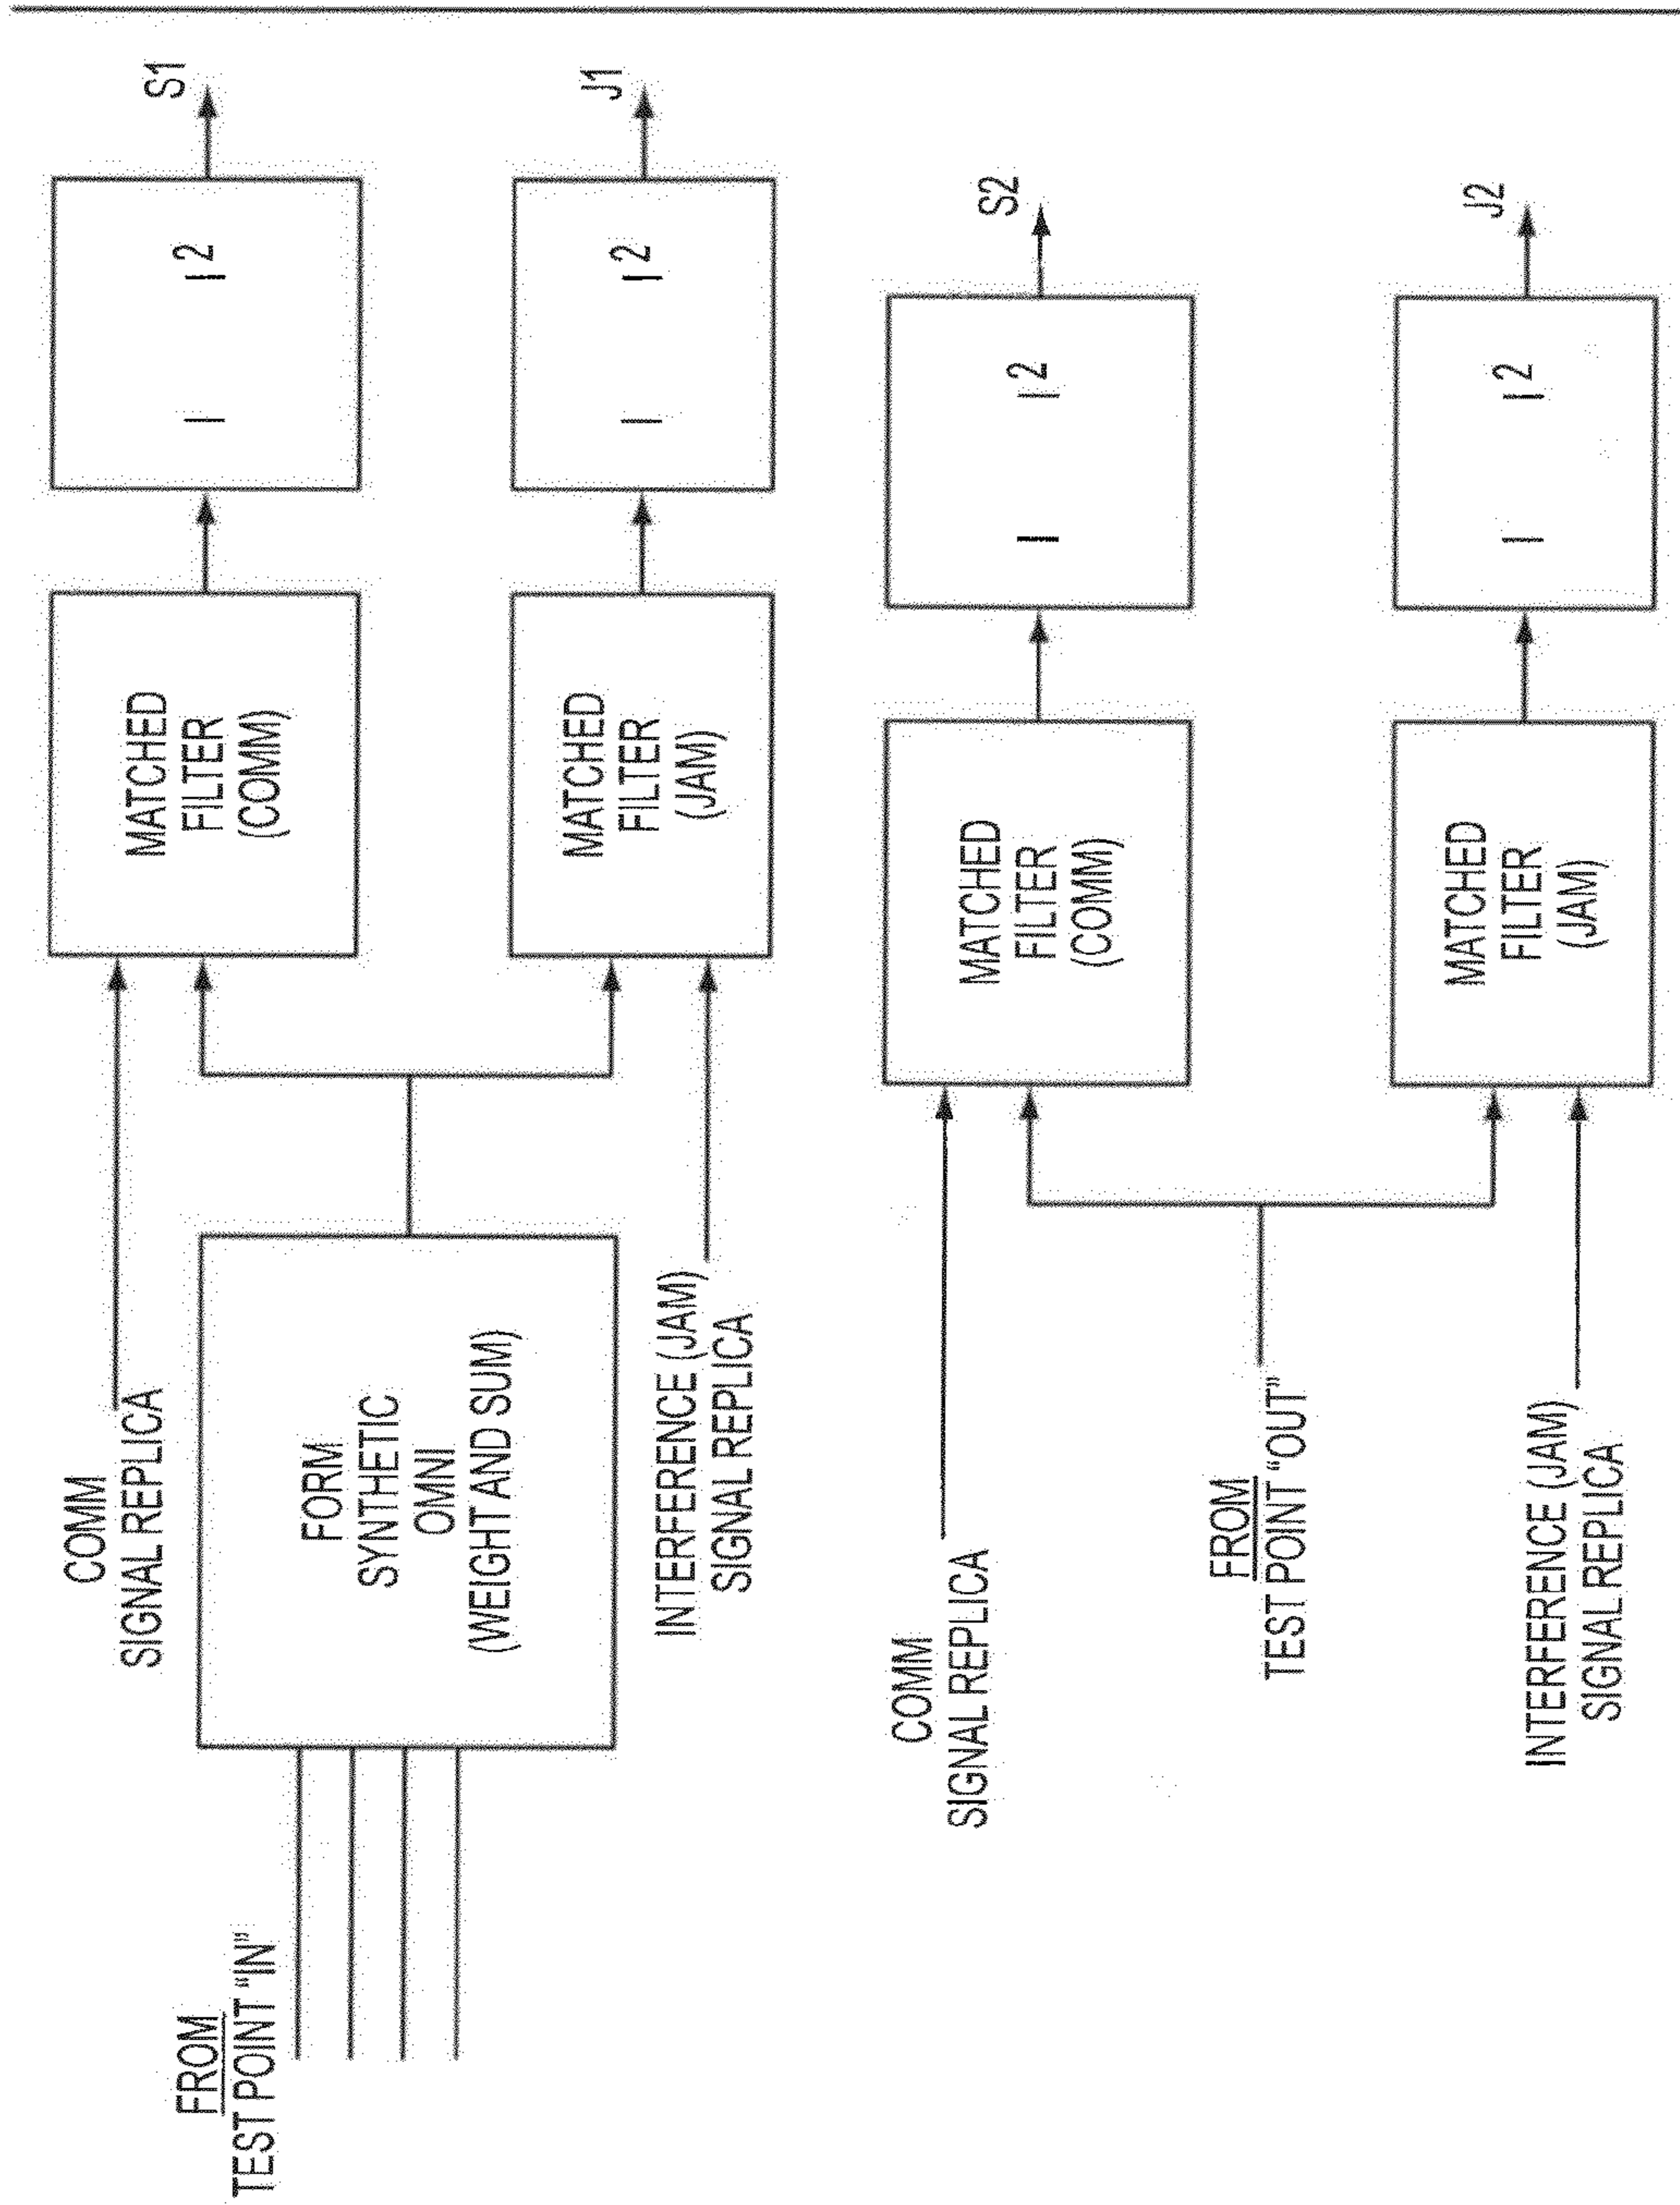 FROM
TEST POINT "IN"
COMM
SIGNAL REPLICA
FORM
SYNTHETIC
OMNI
(WEIGHT AND SUM)
INTERFERENCE (JAM)
SIGNAL REPLICA
MATCHED
FILTER
(COMM)
| |2
S1
MATCHED
FILTER
(JAM)
| |2
J1
COMM
SIGNAL REPLICA
FROM
TEST POINT "OUT"
INTERFERENCE (JAM)
SIGNAL REPLICA
MATCHED
FILTER
(COMM)
| |2
S2
MATCHED
FILTER
(JAM)
| |2
J2